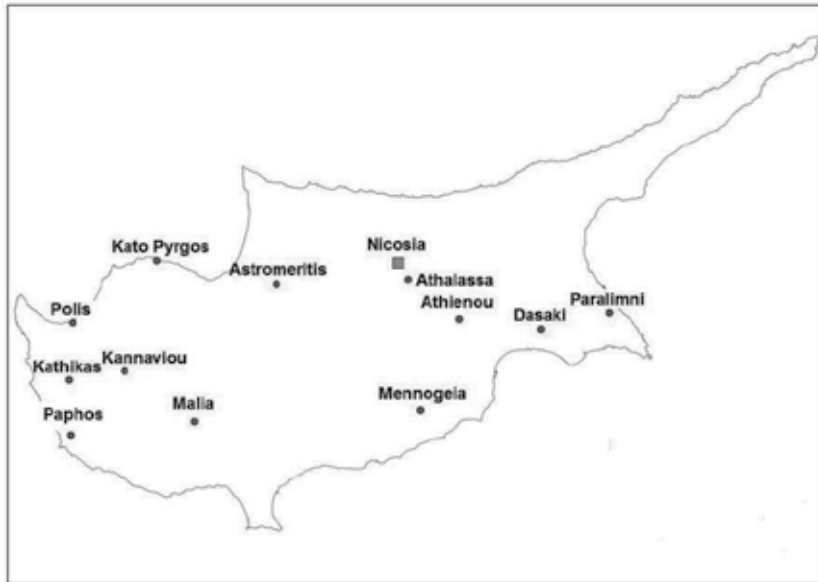 Kato Pyrgos
Nicosia
Astromeritis
Athalassa
Athienou
Paralimni
Polis
Dasaki
Kathikas
Kannaviou
Mennogeia
Malia
Paphos